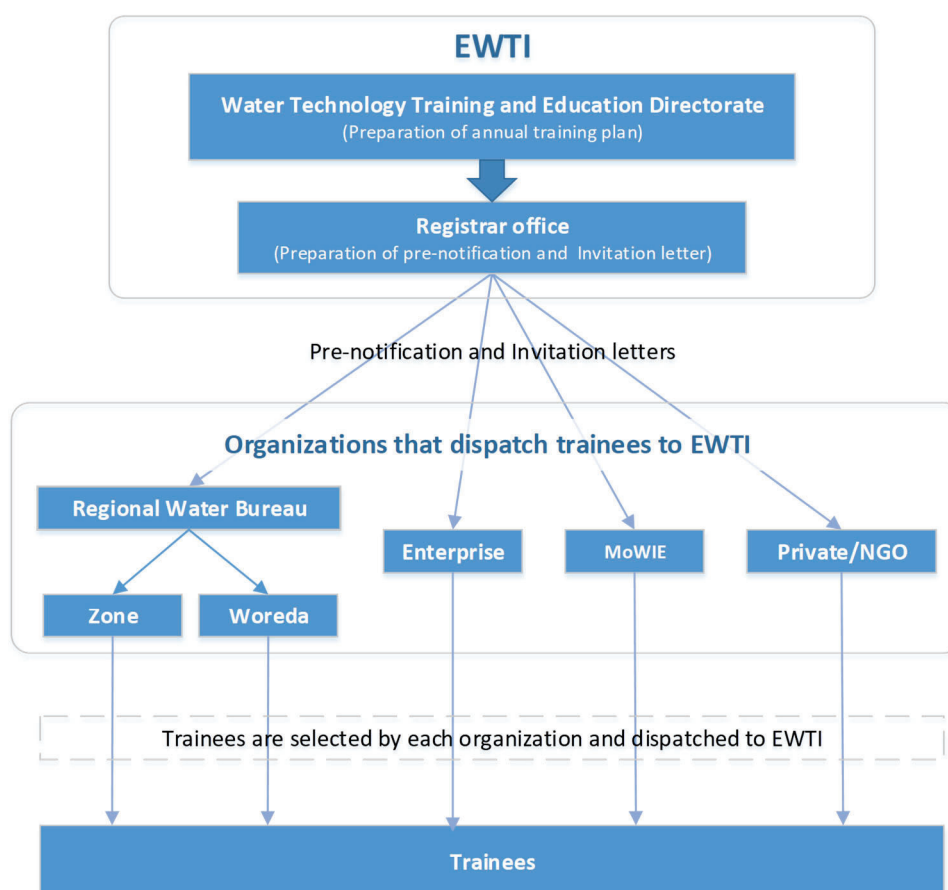 EWTI
Water Technology Training and Education Directorate
(Preparation of annual training plan)
Registrar office
(Preparation of pre-notification and Invitation letter)
Pre-notification and Invitation letters
Organizations that dispatch trainees to EWTI
Regional Water Bureau
Enterprise
MoWIE
Private/NGO
Zone
Woreda
Trainees are selected by each organization and dispatched to EWTI
Trainees